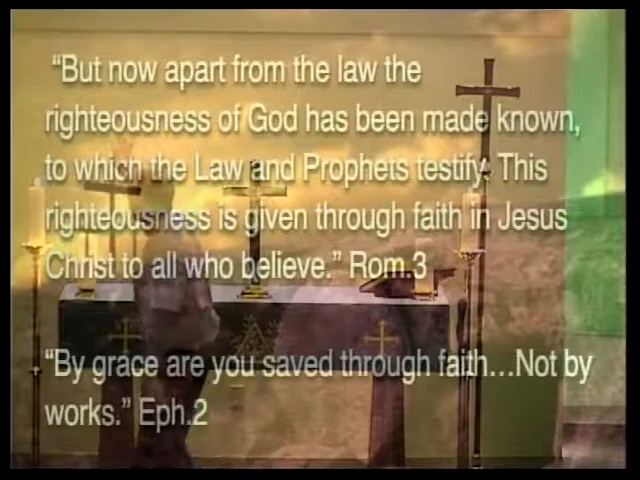 “But now apart from the law the
righteousness of God has been made known,
to which the Law and Prophets testify. This
righteousness is given through faith in Jesus
Christ to all who believe.” Rom.3
“By grace are you saved through faith...Not by
works.” Eph.2